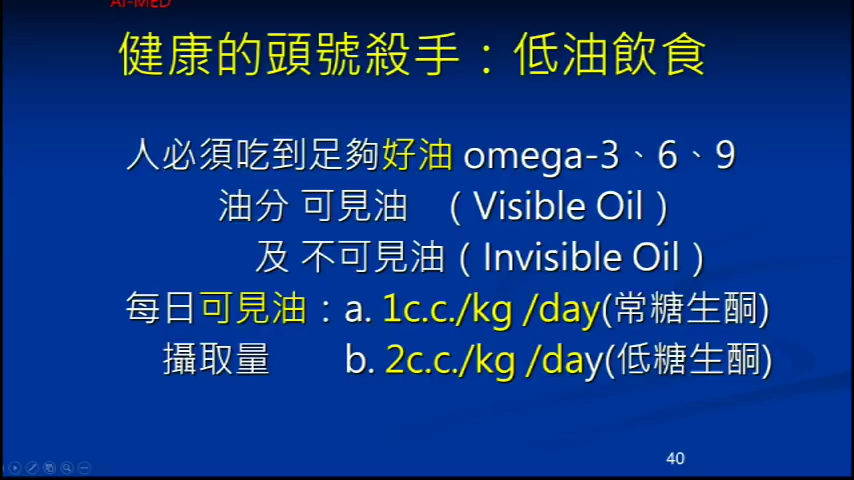 AI-MED
健康的頭號殺手：低油飲食
人必須吃到足夠好油 omega-3、6、9
油分 可見油 （Visible Oil）
及 不可見油（Invisible Oil）
每日可見油：a. 1c.c./kg /day(常糖生酮)
攝取量 b. 2c.c./kg /day(低糖生酮)
40